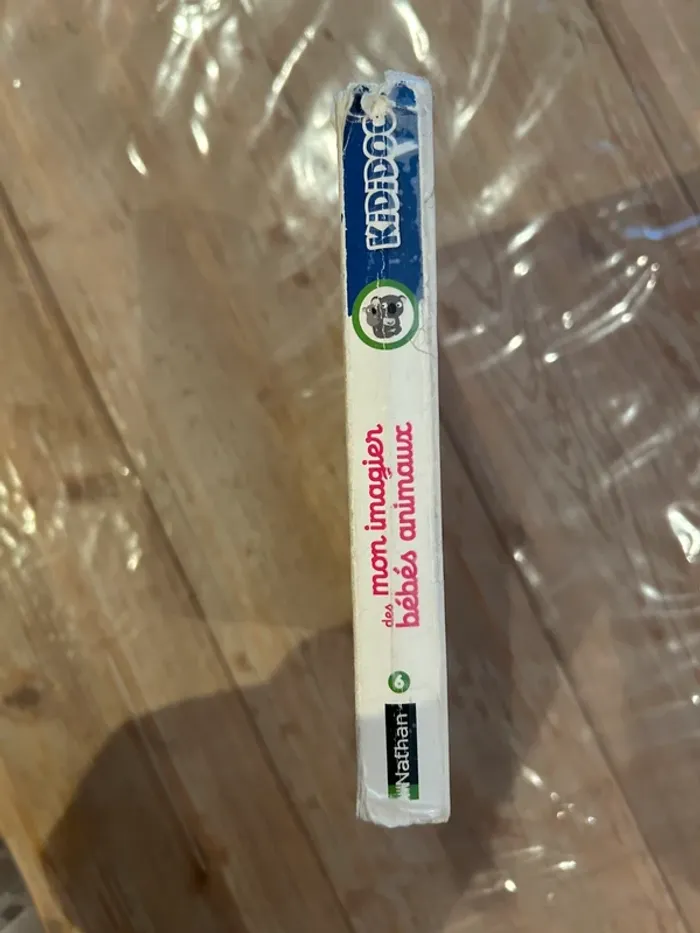 Nathan
6
mon imagier
des bébés animaux
KiDiDOC